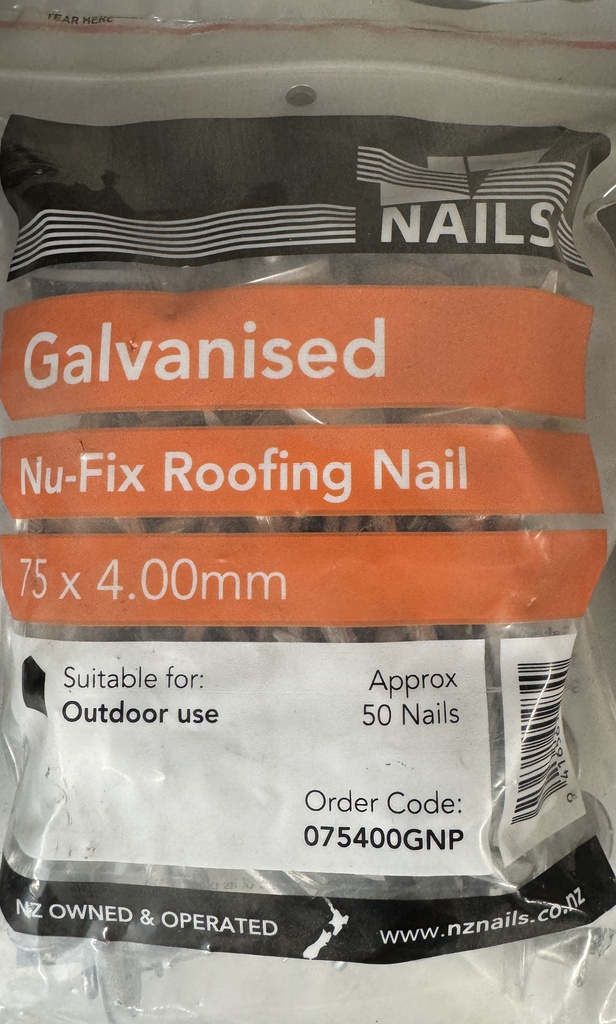 TEAR HERE
NAILS
Galvanised
Nu-Fix Roofing Nail
75 x 4.00mm
Suitable for:
Outdoor use
Approx
50 Nails
Order Code:
075400GNP
NZ OWNED & OPERATED
www.nznails.co.nz